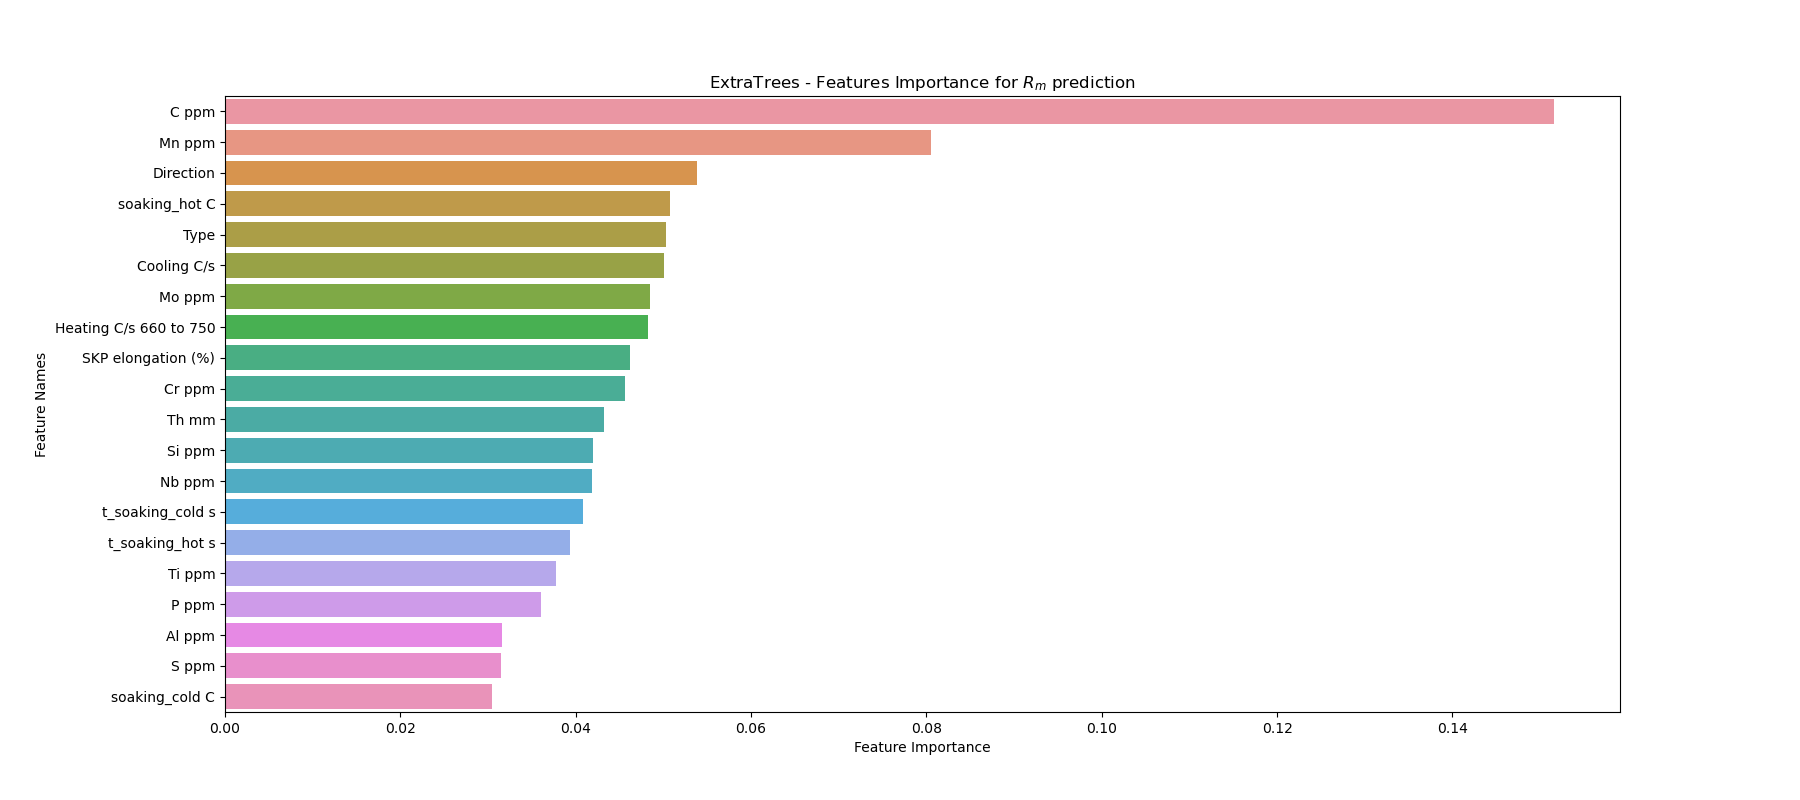 ExtraTrees - Features Importance for Rm prediction
C ppm
Mn ppm
Direction
soaking_hot C
Type
Cooling C/s
Mo ppm
Heating C/s 660 to 750
SKP elongation (%)
Cr ppm
Th mm
Si ppm
Nb ppm
t_soaking_cold s
t_soaking_hot s
Ti ppm
P ppm
Al ppm
S ppm
soaking_cold C
Feature Names
0.00 0.02 0.04 0.06 0.08 0.10 0.12 0.14
Feature Importance